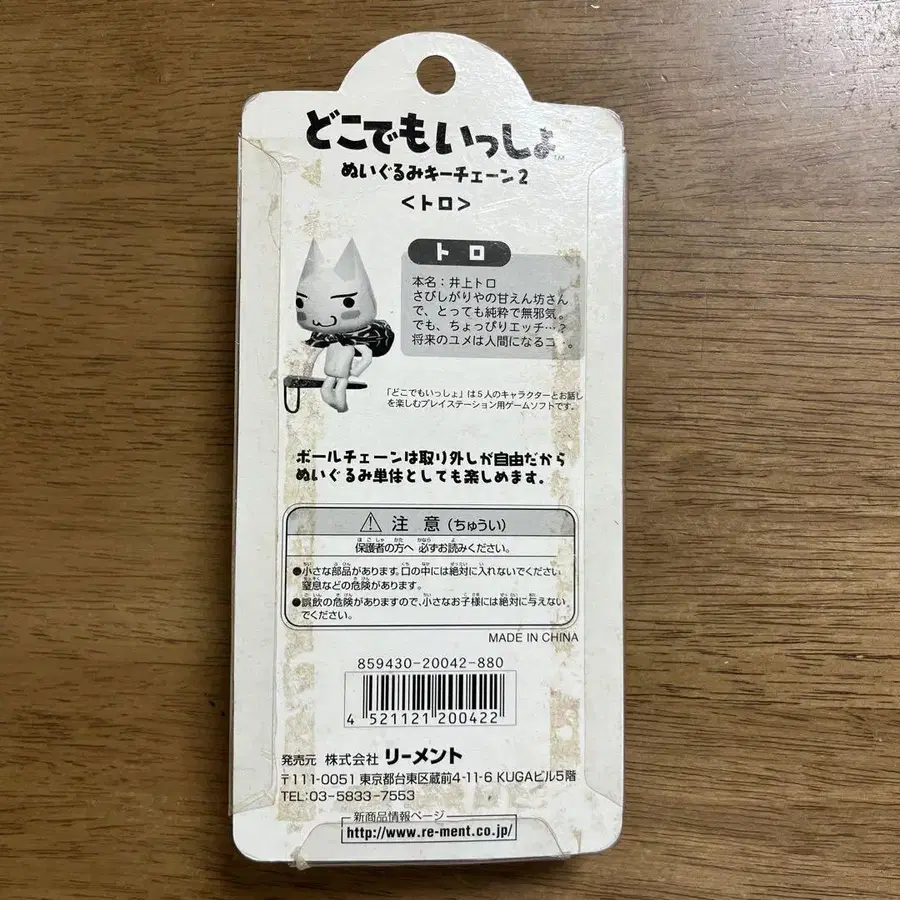 どこでもいっしょ™
ぬいぐるみキーチェーン2
＜トロ＞
トロ
本名：井上トロ
さびしがりやの甘えん坊さん
で、とっても純粋で無邪気。
でも、ちょっぴりエッチ…？
将来のユメは人間になるコト。
「どこでもいっしょ」は5人のキャラクターとお話し
を楽しむプレイステーション用ゲームソフトです。
ボールチェーンは取り外しが自由だから
ぬいぐるみ単体としても楽しめます。
⚠ 注意（ちゅうい）
保護者の方へ 必ずお読みください。
●小さな部品があります。口の中には絶対に入れないでください。
窒息などの危険があります。
●誤飲の危険がありますので、小さなお子様には絶対に与えない
でください。
MADE IN CHINA
859430-20042-880
4 521121 200422
発売元 株式会社 リーメント
〒111-0051 東京都台東区蔵前4-11-6 KUGAビル5階
TEL:03-5833-7553
新商品情報ページ
http://www.re-ment.co.jp/